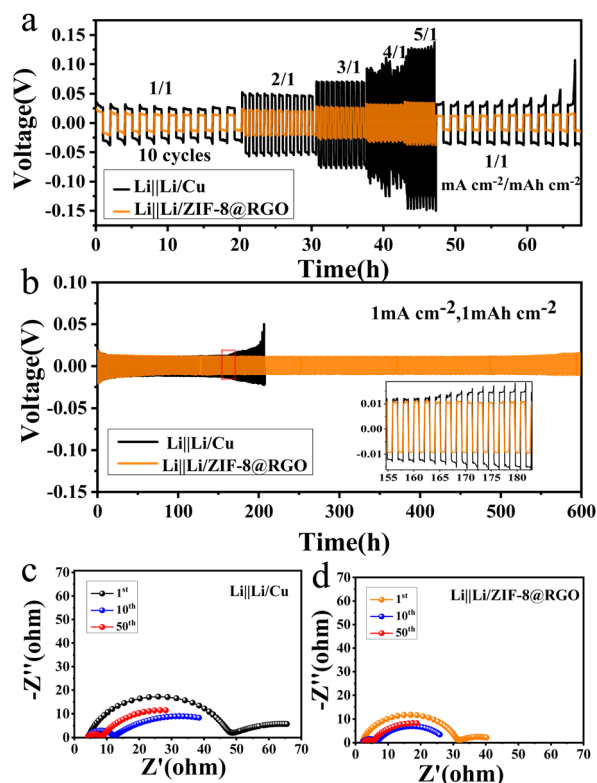 a
Voltage(V)
0.15
0.10
0.05
0.00
-0.05
-0.10
-0.15
1/1
2/1
3/1
4/1
5/1
10 cycles
1/1
mA cm⁻²/mAh cm⁻²
Li||Li/Cu
Li||Li/ZIF-8@RGO
0 10 20 30 40 50 60
Time(h)
b
Voltage(V)
0.10
0.05
0.00
-0.05
-0.10
-0.15
1mA cm⁻²,1mAh cm⁻²
Li||Li/Cu
Li||Li/ZIF-8@RGO
0.01
0.00
-0.01
155 160 165 170 175 180
0 100 200 300 400 500 600
Time(h)
c
-Z''(ohm)
70
60
50
40
30
20
10
0
1ˢᵗ
10ᵗʰ
50ᵗʰ
Li||Li/Cu
0 10 20 30 40 50 60 70
Z'(ohm)
d
-Z''(ohm)
70
60
50
40
30
20
10
0
1ˢᵗ
10ᵗʰ
50ᵗʰ
Li||Li/ZIF-8@RGO
0 10 20 30 40 50 60 70
Z'(ohm)